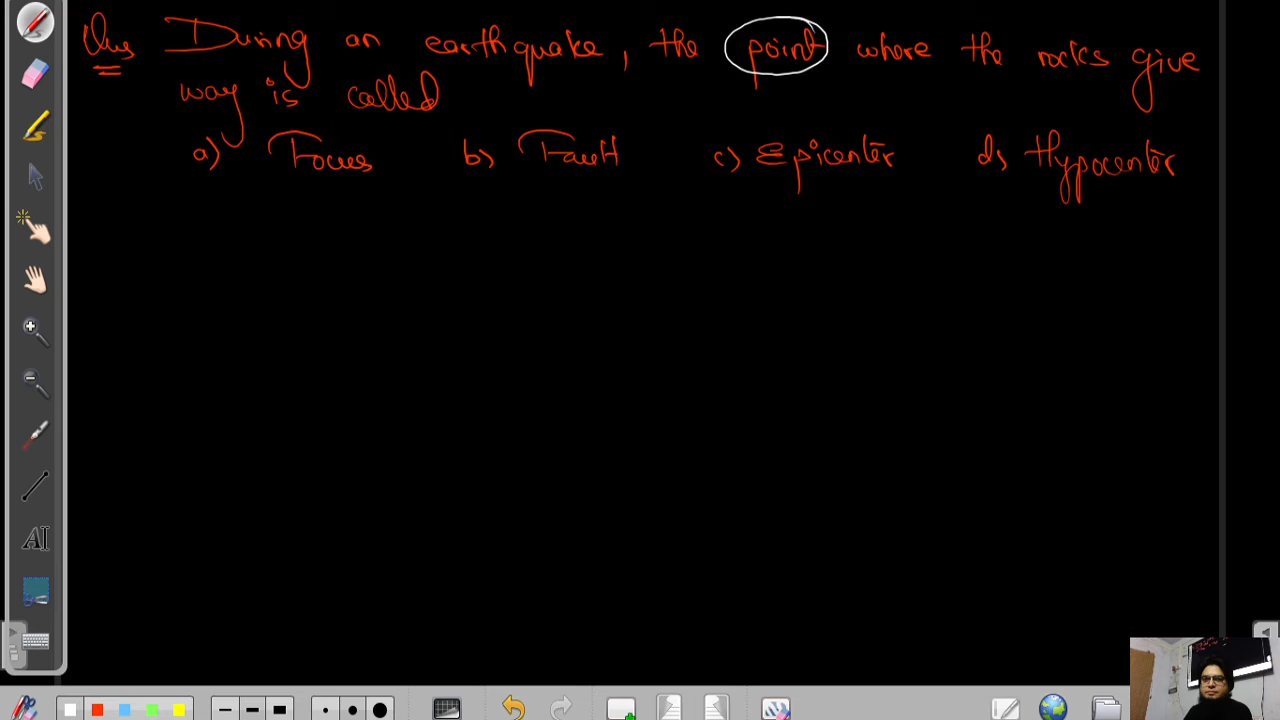 Ques During an earthquake, the point where the rocks give
way is called
a) Focus b) Fault c) Epicenter d) Hypocenter